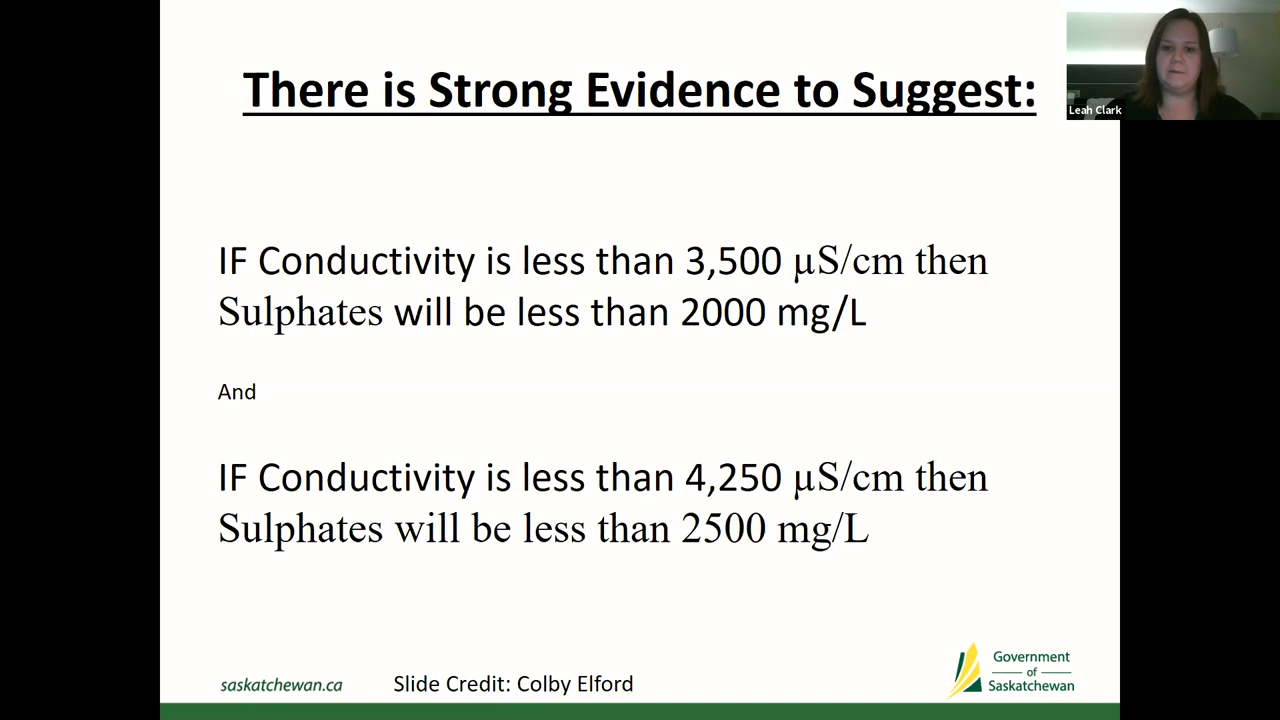 There is Strong Evidence to Suggest:
Leah Clark
IF Conductivity is less than 3,500 µS/cm then
Sulphates will be less than 2000 mg/L
And
IF Conductivity is less than 4,250 µS/cm then
Sulphates will be less than 2500 mg/L
saskatchewan.ca
Slide Credit: Colby Elford
Government
of
Saskatchewan